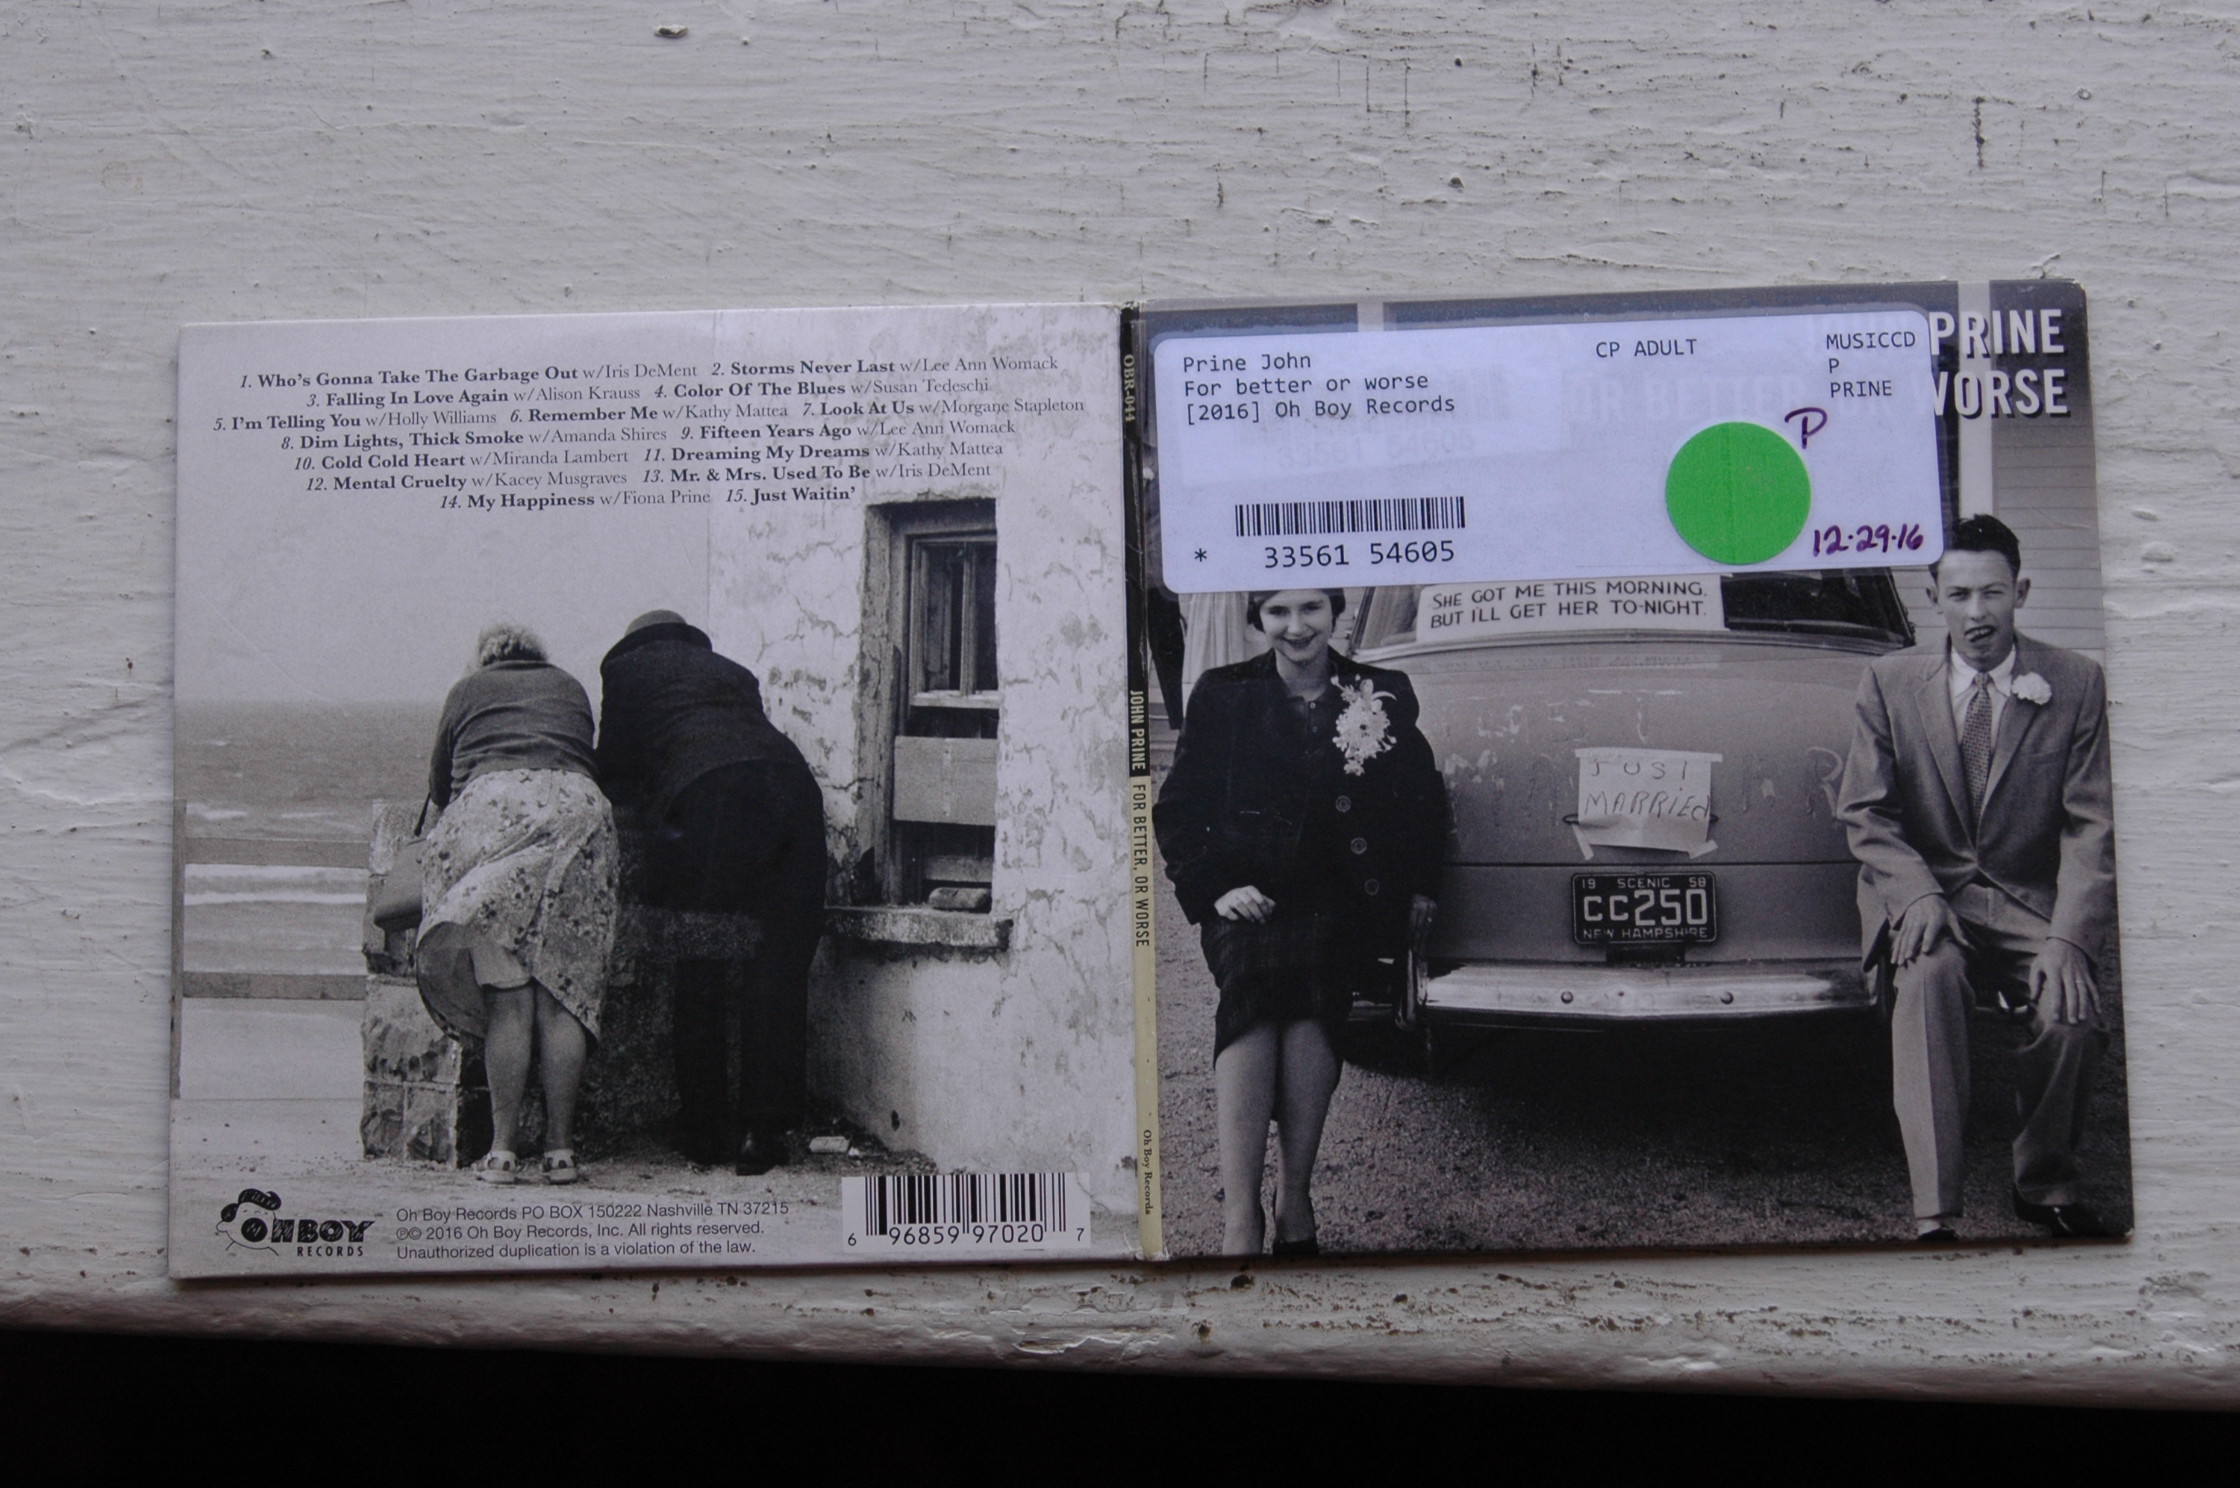 1. Who's Gonna Take The Garbage Out w/Iris DeMent 2. Storms Never Last w/Lee Ann Womack
3. Falling In Love Again w/Alison Krauss 4. Color Of The Blues w/Susan Tedeschi
5. I'm Telling You w/Holly Williams 6. Remember Me w/Kathy Mattea 7. Look At Us w/Morgane Stapleton
8. Dim Lights, Thick Smoke w/Amanda Shires 9. Fifteen Years Ago w/Lee Ann Womack
10. Cold Cold Heart w/Miranda Lambert 11. Dreaming My Dreams w/Kathy Mattea
12. Mental Cruelty w/Kacey Musgraves 13. Mr. & Mrs. Used To Be w/Iris DeMent
14. My Happiness w/Fiona Prine 15. Just Waitin'
OH BOY
RECORDS
Oh Boy Records PO BOX 150222 Nashville TN 37215
℗© 2016 Oh Boy Records, Inc. All rights reserved.
Unauthorized duplication is a violation of the law.
6 96859 97020 7
OBR-044
JOHN PRINE FOR BETTER, OR WORSE
Oh Boy Records
PRINE
WORSE
Prine John
For better or worse
[2016] Oh Boy Records
CP ADULT
MUSICCD
P
PRINE
P
12-29-16
* 33561 54605
SHE GOT ME THIS MORNING,
BUT I'LL GET HER TO-NIGHT.
JUST
MARRIED
19 SCENIC 58
CC250
NEW HAMPSHIRE